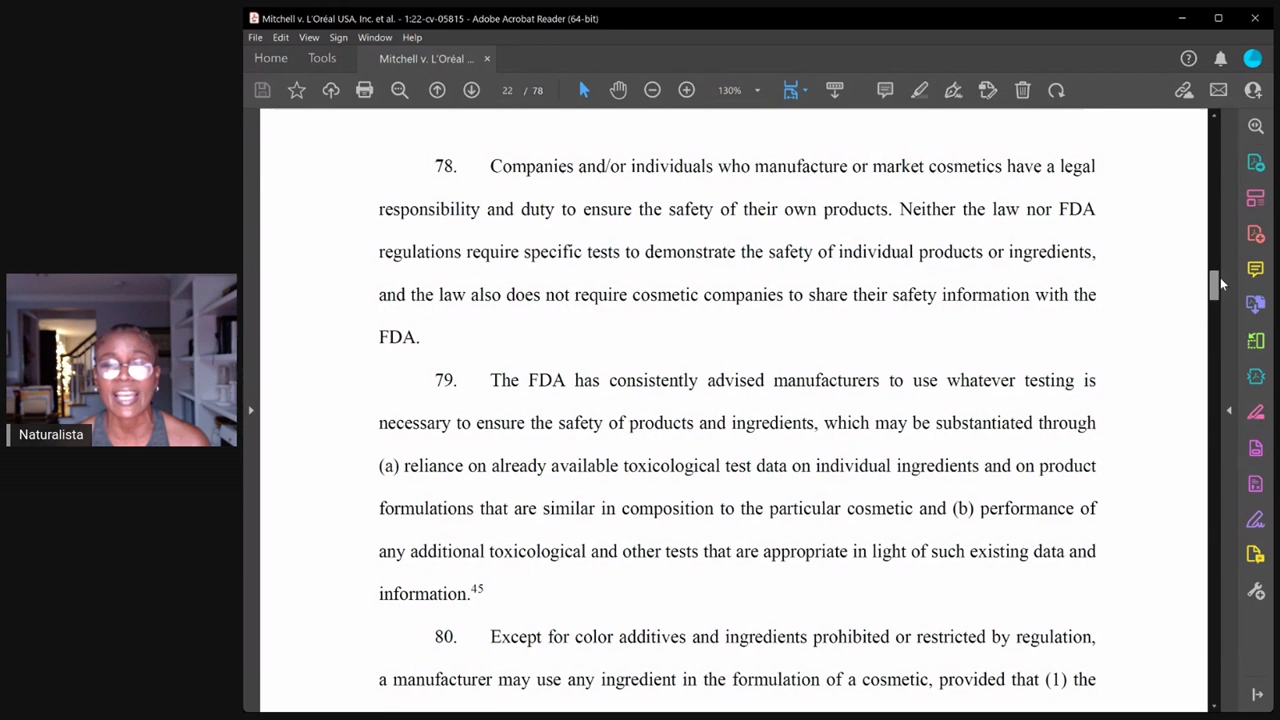 Mitchell v. L'Oréal USA, Inc. et al. - 1:22-cv-05815 - Adobe Acrobat Reader (64-bit)
File Edit View Sign Window Help
Home Tools Mitchell v. L'Oréal ... ×
22 / 78 130%
78. Companies and/or individuals who manufacture or market cosmetics have a legal
responsibility and duty to ensure the safety of their own products. Neither the law nor FDA
regulations require specific tests to demonstrate the safety of individual products or ingredients,
and the law also does not require cosmetic companies to share their safety information with the
FDA.
79. The FDA has consistently advised manufacturers to use whatever testing is
necessary to ensure the safety of products and ingredients, which may be substantiated through
(a) reliance on already available toxicological test data on individual ingredients and on product
formulations that are similar in composition to the particular cosmetic and (b) performance of
any additional toxicological and other tests that are appropriate in light of such existing data and
information.45
80. Except for color additives and ingredients prohibited or restricted by regulation,
a manufacturer may use any ingredient in the formulation of a cosmetic, provided that (1) the
Naturalista